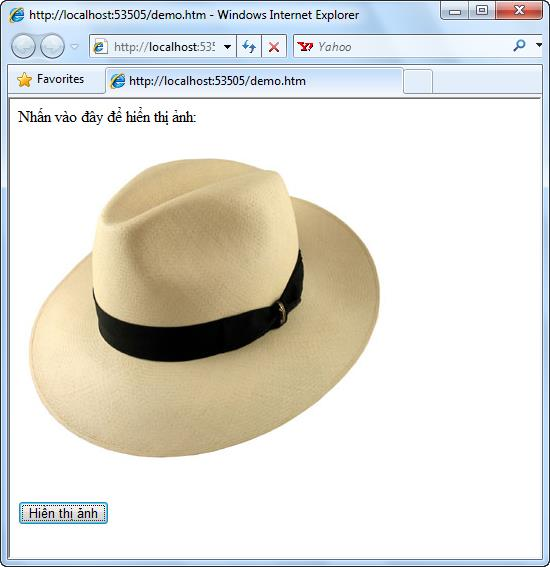 http://localhost:53505/demo.htm - Windows Internet Explorer
http://localhost:535
Yahoo
Favorites
http://localhost:53505/demo.htm
Nhấn vào đây để hiển thị ảnh:
Hiển thị ảnh